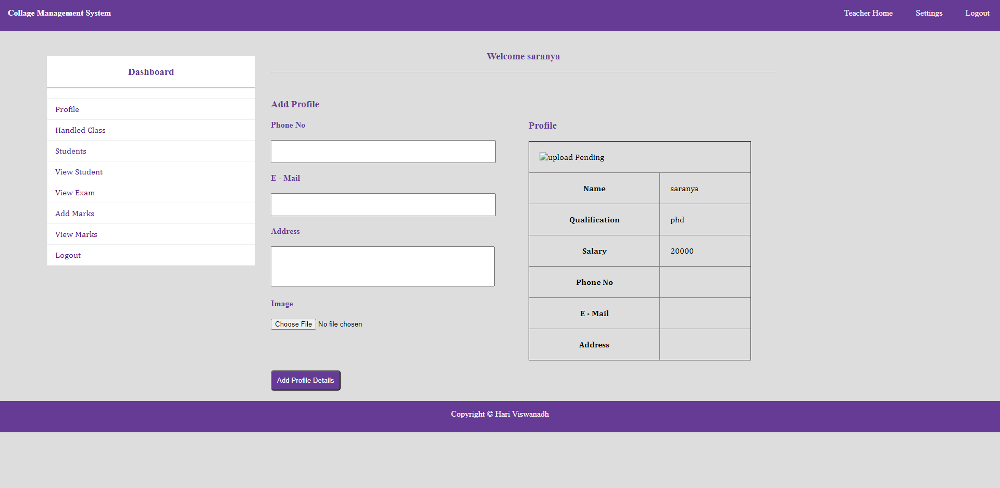 Collage Management System
Teacher Home
Settings
Logout
Dashboard
Profile
Handled Class
Students
View Student
View Exam
Add Marks
View Marks
Logout
Welcome saranya
Add Profile
Phone No
E - Mail
Address
Image
Choose File No file chosen
Add Profile Details
Profile
upload Pending
Name saranya
Qualification phd
Salary 20000
Phone No
E - Mail
Address
Copyright © Hari Viswanadh